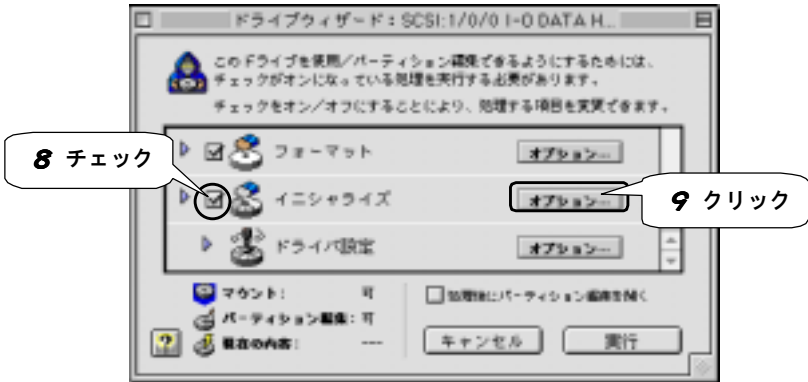 ドライブウィザード：SCSI:1/0/0 I-O DATA H...
このドライブを使用／パーティション編集できるようにするためには、
チェックがオンになっている処理を実行する必要があります。
チェックをオン／オフにすることにより、処理する項目を変更できます。
8 チェック
フォーマット
オプション...
イニシャライズ
オプション...
9 クリック
ドライバ設定
オプション...
マウント： 可
処理後にパーティション編集を開く
パーティション編集： 可
現在の内容： ---
キャンセル
実行